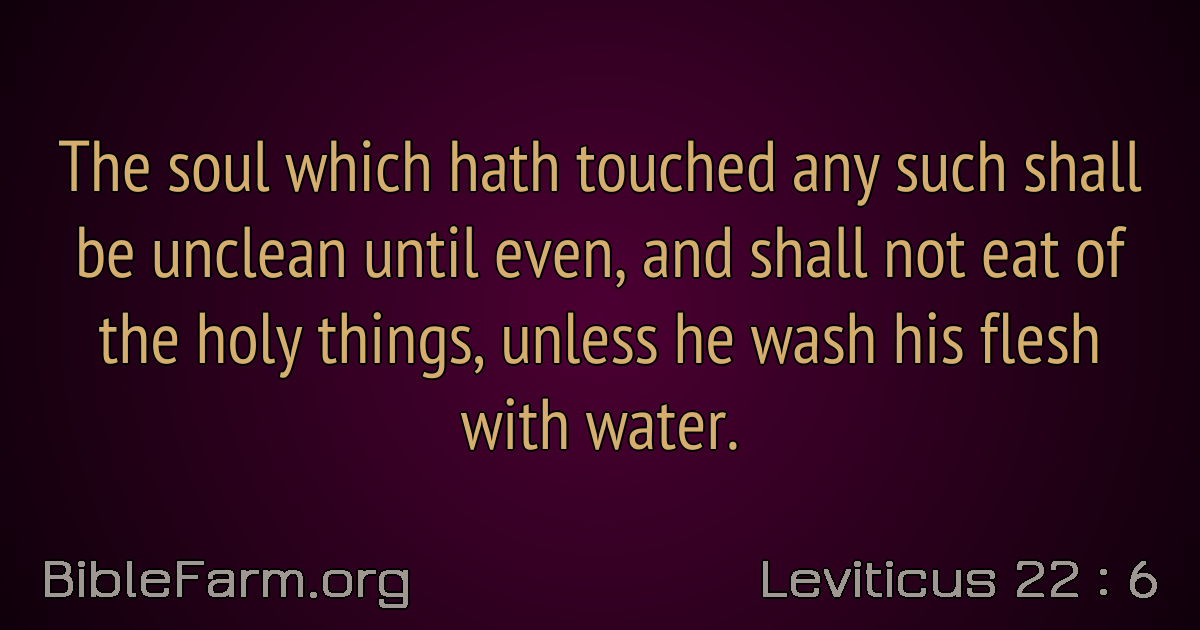 The soul which hath touched any such shall
be unclean until even, and shall not eat of
the holy things, unless he wash his flesh
with water.
BibleFarm.org
Leviticus 22 : 6